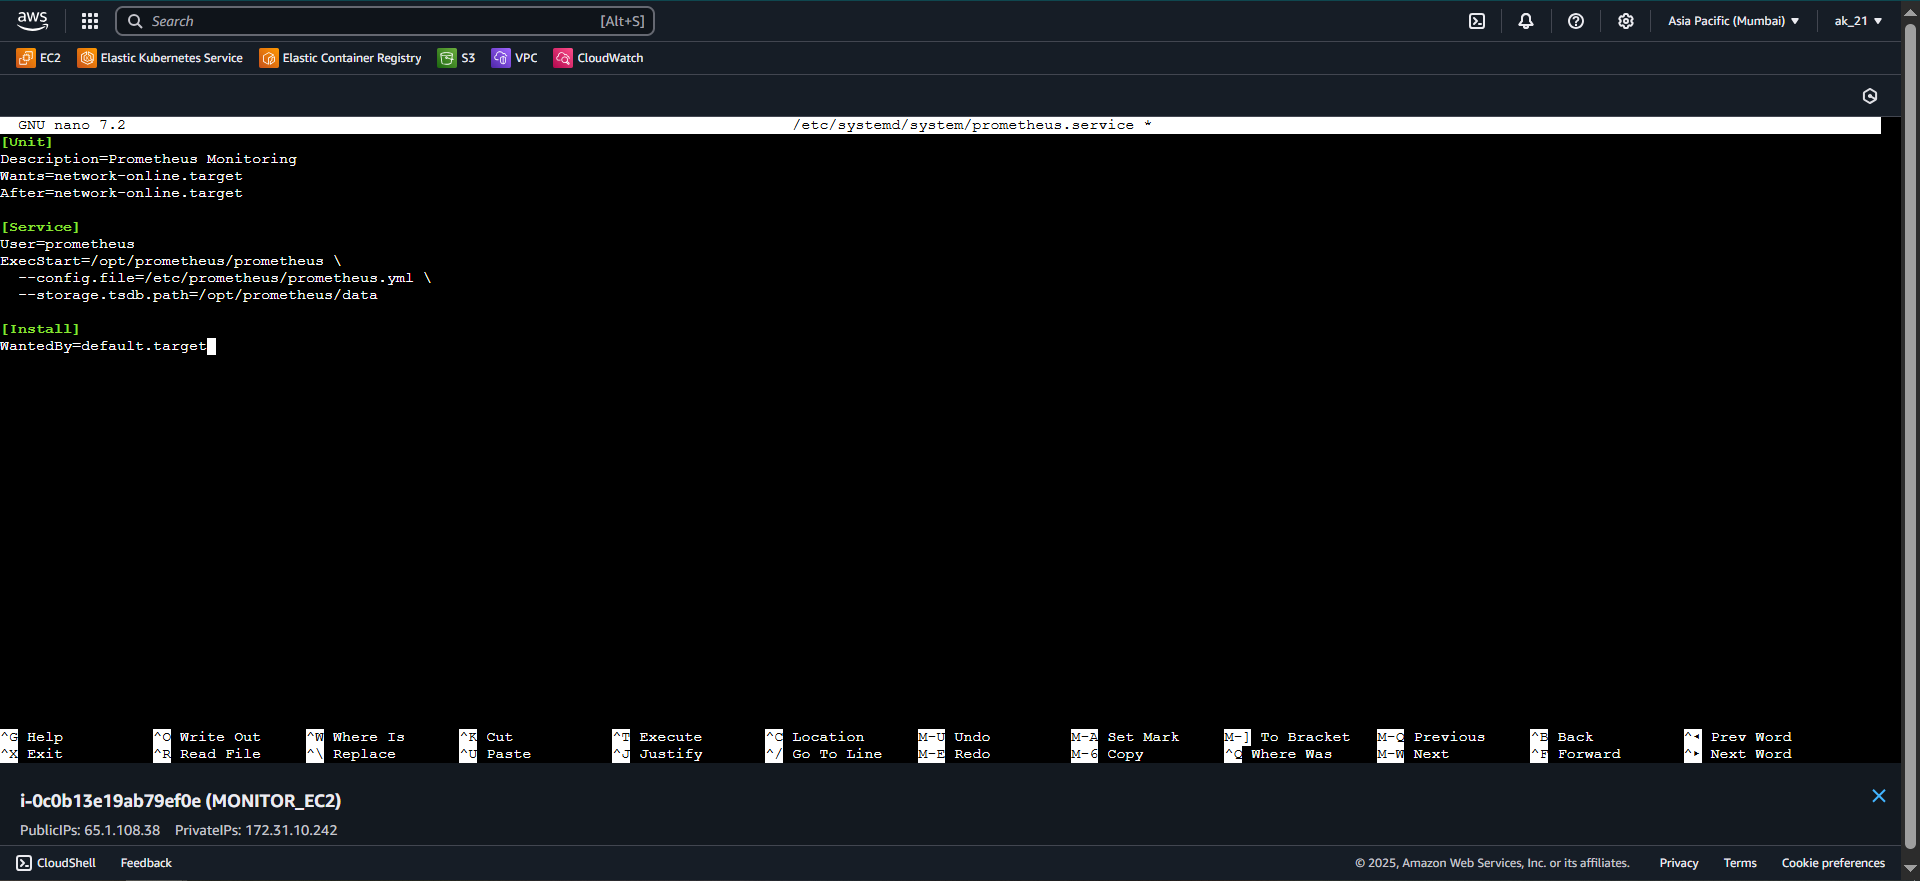 aws
Search [Alt+S]
Asia Pacific (Mumbai) ▼
ak_21 ▼
EC2 Elastic Kubernetes Service Elastic Container Registry S3 VPC CloudWatch
GNU nano 7.2 /etc/systemd/system/prometheus.service *
[Unit]
Description=Prometheus Monitoring
Wants=network-online.target
After=network-online.target
[Service]
User=prometheus
ExecStart=/opt/prometheus/prometheus \
--config.file=/etc/prometheus/prometheus.yml \
--storage.tsdb.path=/opt/prometheus/data
[Install]
WantedBy=default.target
^G Help ^O Write Out ^W Where Is ^K Cut ^T Execute ^C Location M-U Undo M-A Set Mark M-] To Bracket M-Q Previous ^B Back ^◂ Prev Word
^X Exit ^R Read File ^\ Replace ^U Paste ^J Justify ^/ Go To Line M-E Redo M-6 Copy ^Q Where Was M-W Next ^F Forward ^▸ Next Word
i-0c0b13e19ab79ef0e (MONITOR_EC2)
PublicIPs: 65.1.108.38 PrivateIPs: 172.31.10.242
CloudShell Feedback © 2025, Amazon Web Services, Inc. or its affiliates. Privacy Terms Cookie preferences